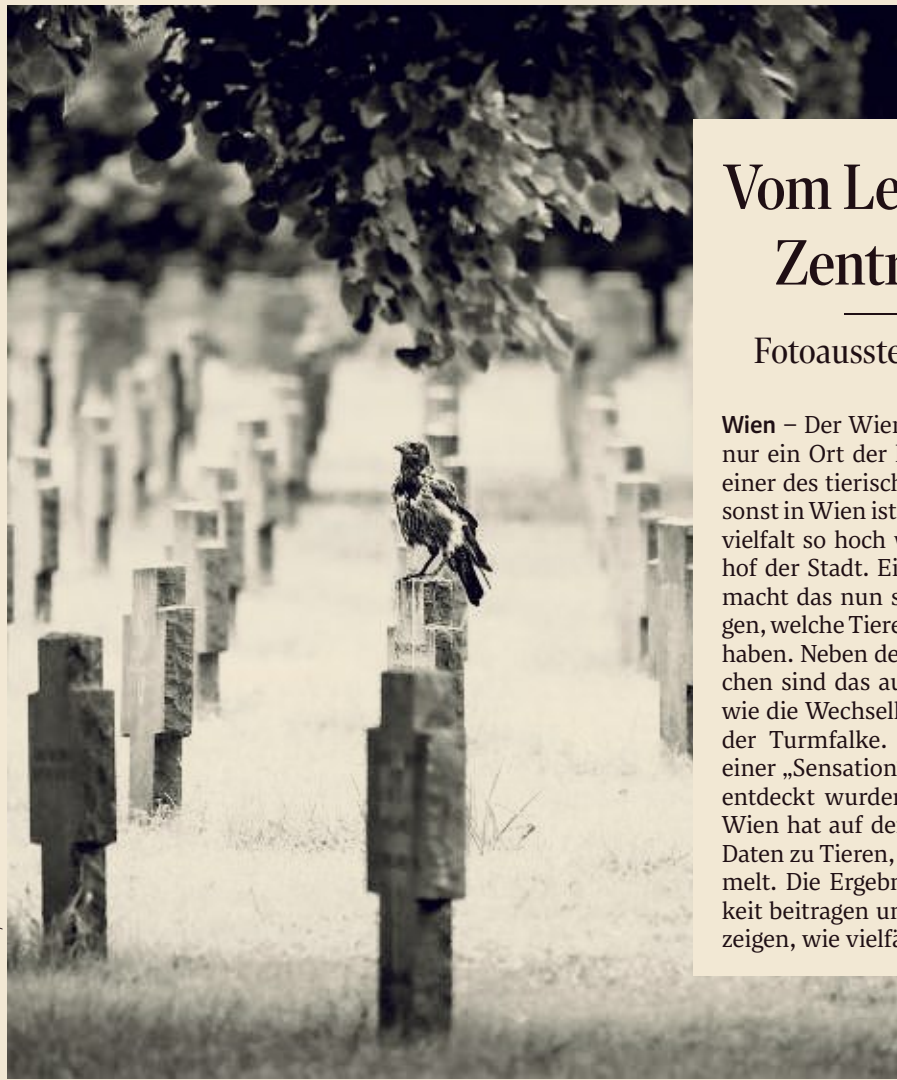 Vom Le
Zentr
Fotoausste
Wien – Der Wien
nur ein Ort der
einer des tierisch
sonst in Wien ist
vielfalt so hoch
hof der Stadt. Ei
macht das nun s
gen, welche Tiere
haben. Neben de
chen sind das au
wie die Wechsel
der Turmfalke.
einer „Sensation
entdeckt wurden
Wien hat auf de
Daten zu Tieren,
melt. Die Ergebn
keit beitragen un
zeigen, wie vielfä